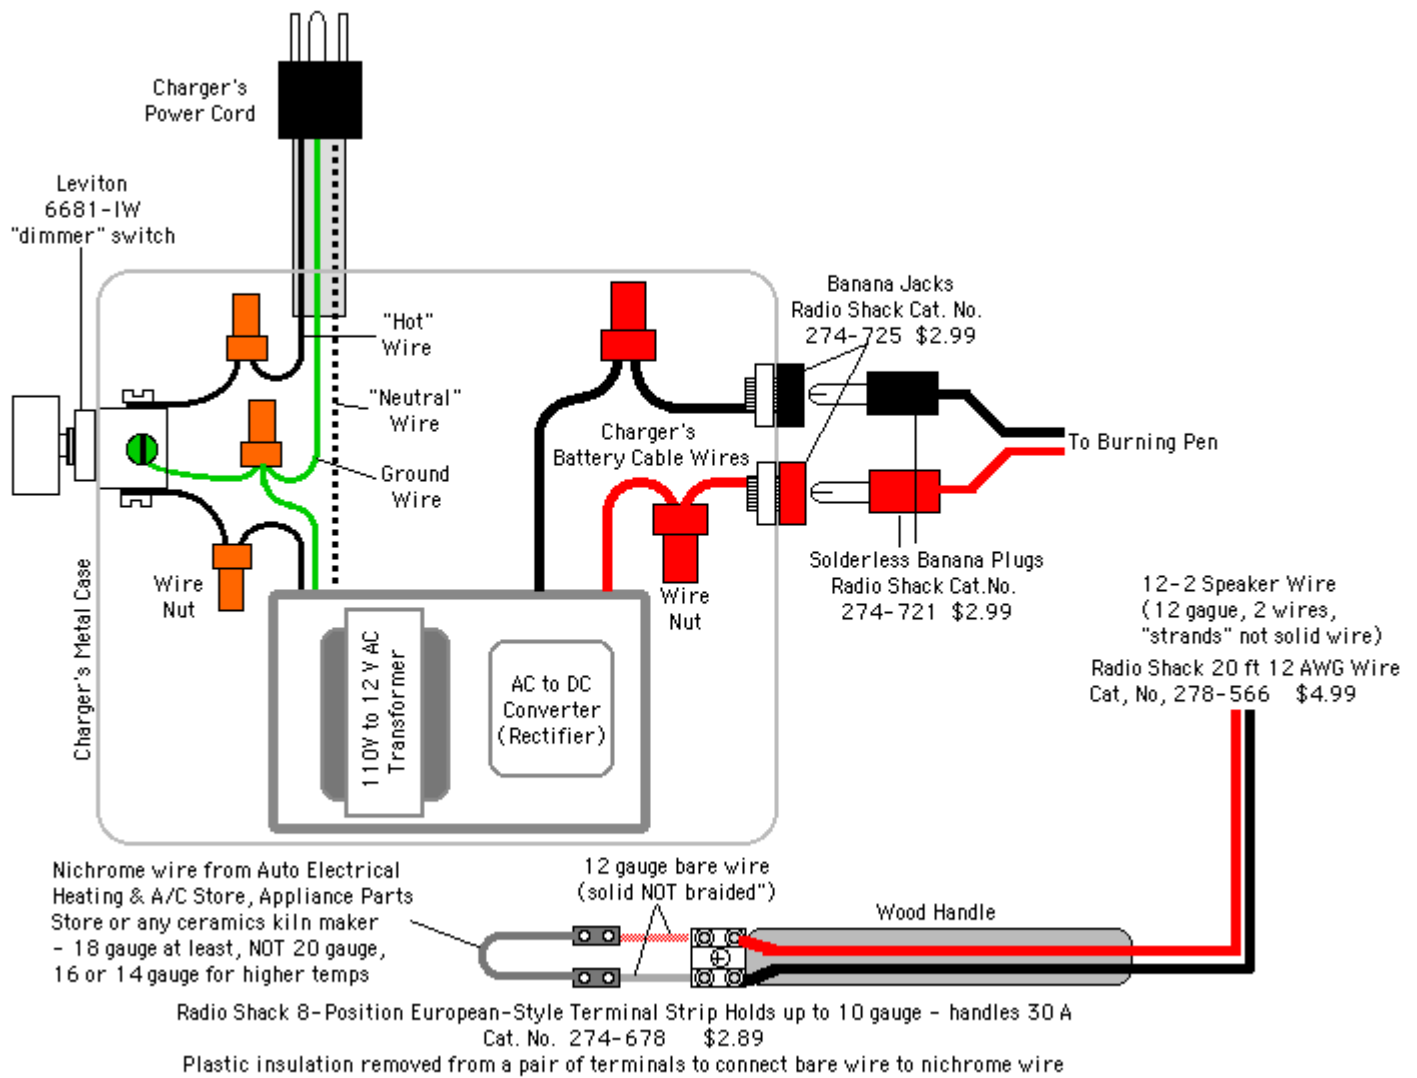 Charger's
Power Cord
Leviton
6681-IW
"dimmer" switch
"Hot"
Wire
"Neutral"
Wire
Ground
Wire
Wire
Nut
Charger's Metal Case
110V to 12 V AC
Transformer
AC to DC
Converter
(Rectifier)
Charger's
Battery Cable Wires
Wire
Nut
Banana Jacks
Radio Shack Cat. No.
274-725 $2.99
To Burning Pen
Solderless Banana Plugs
Radio Shack Cat.No.
274-721 $2.99
12-2 Speaker Wire
(12 gague, 2 wires,
"strands" not solid wire)
Radio Shack 20 ft 12 AWG Wire
Cat, No, 278-566 $4.99
Nichrome wire from Auto Electrical
Heating & A/C Store, Appliance Parts
Store or any ceramics kiln maker
- 18 gauge at least, NOT 20 gauge,
16 or 14 gauge for higher temps
12 gauge bare wire
(solid NOT braided")
Wood Handle
Radio Shack 8-Position European-Style Terminal Strip Holds up to 10 gauge - handles 30 A
Cat. No. 274-678 $2.89
Plastic insulation removed from a pair of terminals to connect bare wire to nichrome wire